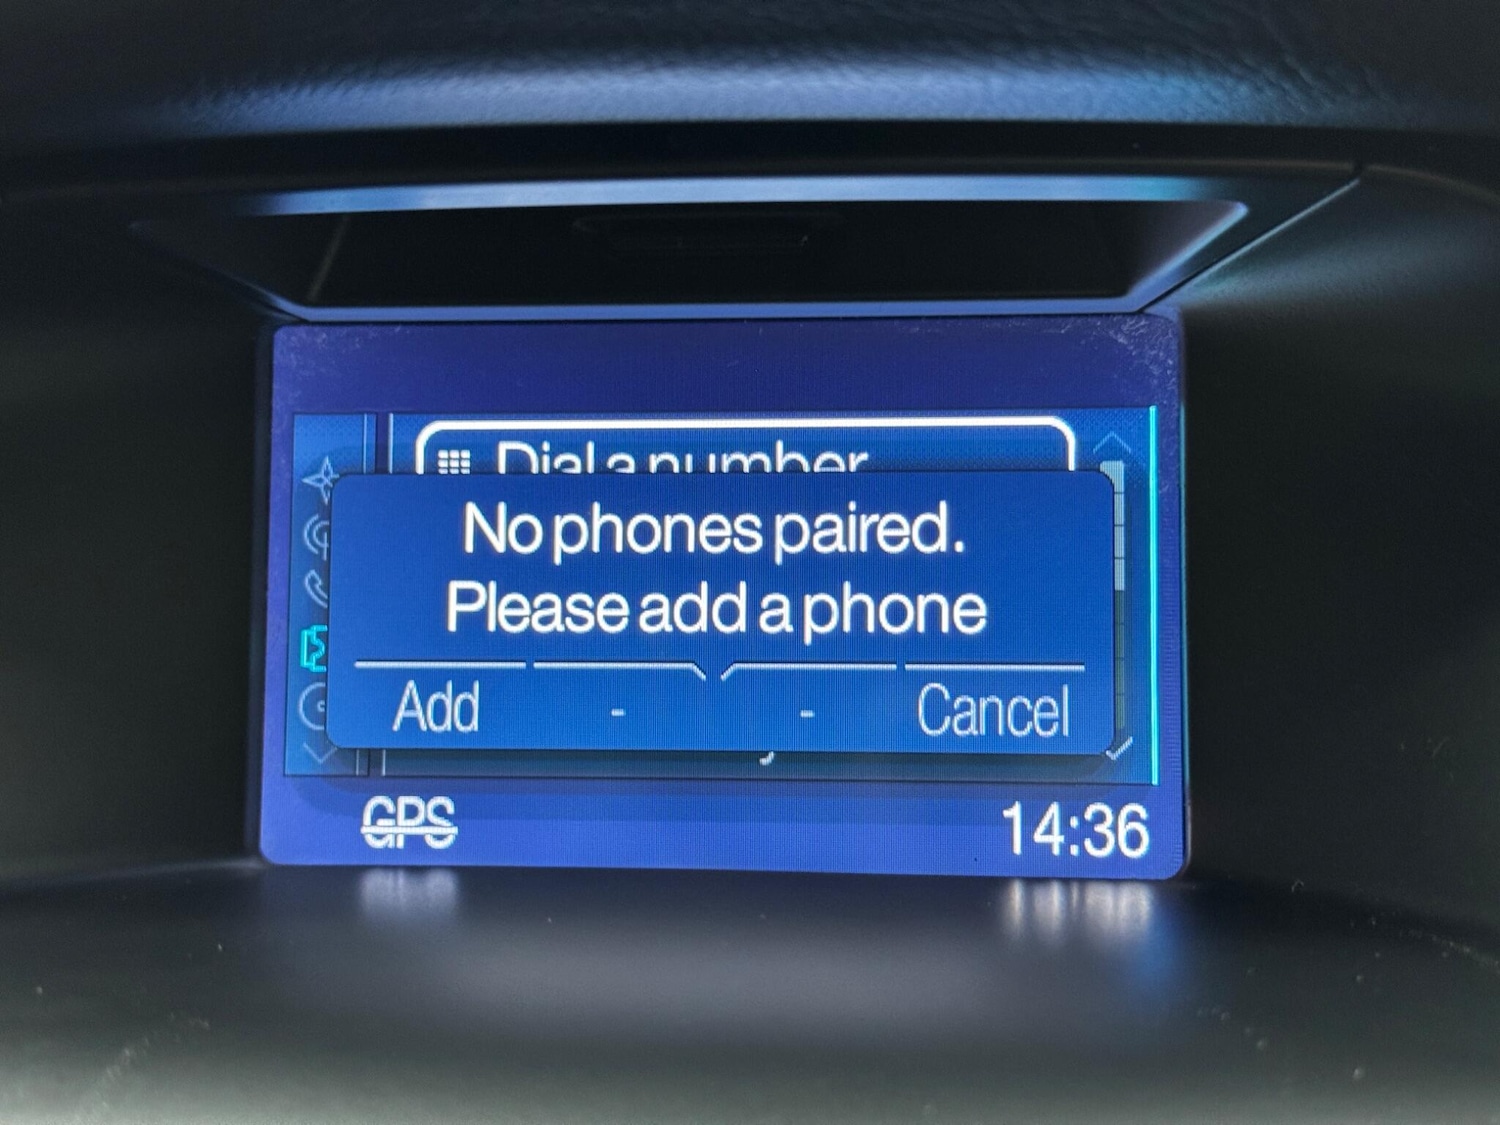 Dial a number
No phones paired.
Please add a phone
Add - - Cancel
GPS 14:36